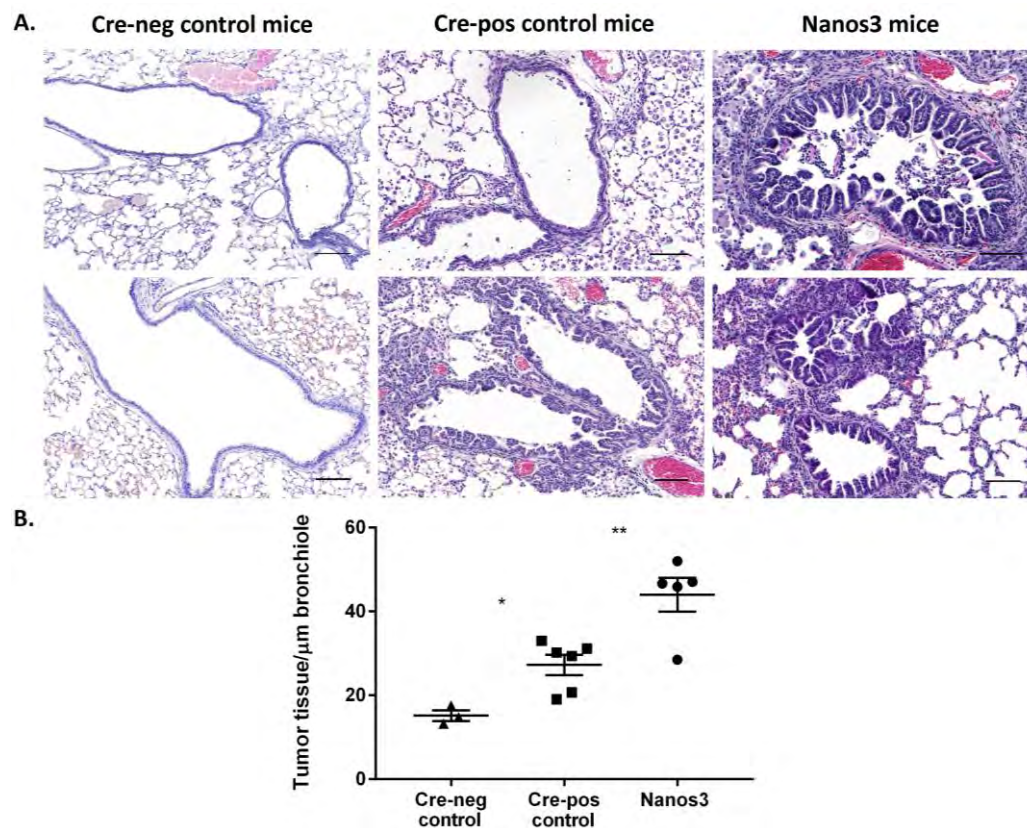 A.
Cre-neg control mice
Cre-pos control mice
Nanos3 mice
B.
Tumor tissue/µm bronchiole
60
40
20
0
*
**
Cre-neg
control
Cre-pos
control
Nanos3